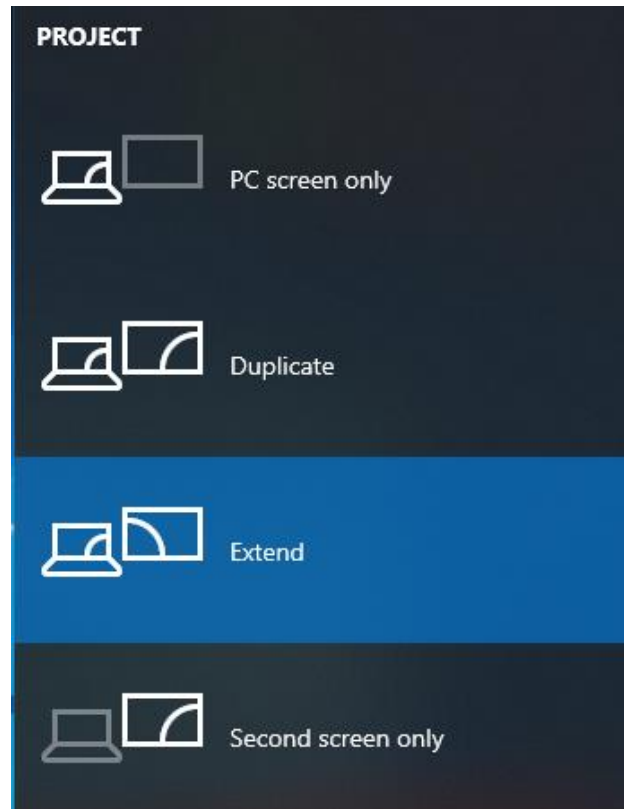 PROJECT
PC screen only
Duplicate
Extend
Second screen only